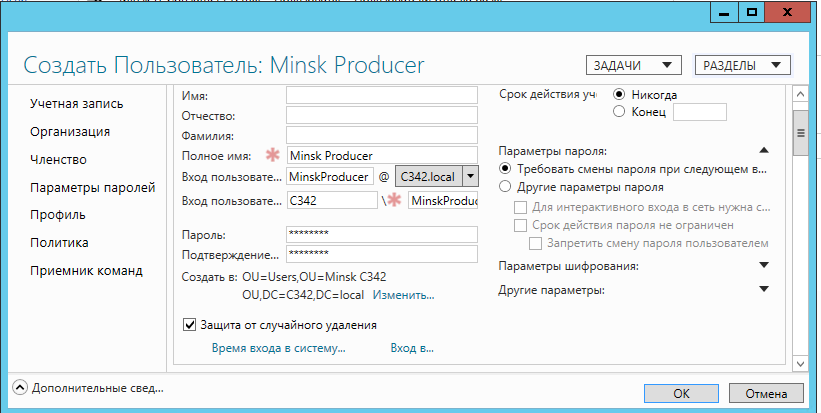 Создать Пользователь: Minsk Producer
ЗАДАЧИ
РАЗДЕЛЫ
Учетная запись
Организация
Членство
Параметры паролей
Профиль
Политика
Приемник команд
Имя:
Отчество:
Фамилия:
Полное имя: * Minsk Producer
Вход пользовате... MinskProducer @ C342.local
Вход пользовате... C342 \* MinskProduc
Пароль: ********
Подтверждение... ********
Создать в: OU=Users,OU=Minsk C342
OU,DC=C342,DC=local Изменить...
Защита от случайного удаления
Время входа в систему... Вход в...
Срок действия уч Никогда
Конец
Параметры пароля:
Требовать смены пароля при следующем в...
Другие параметры пароля
Для интерактивного входа в сеть нужна с...
Срок действия пароля не ограничен
Запретить смену пароля пользователем
Параметры шифрования:
Другие параметры:
Дополнительные свед...
OK
Отмена